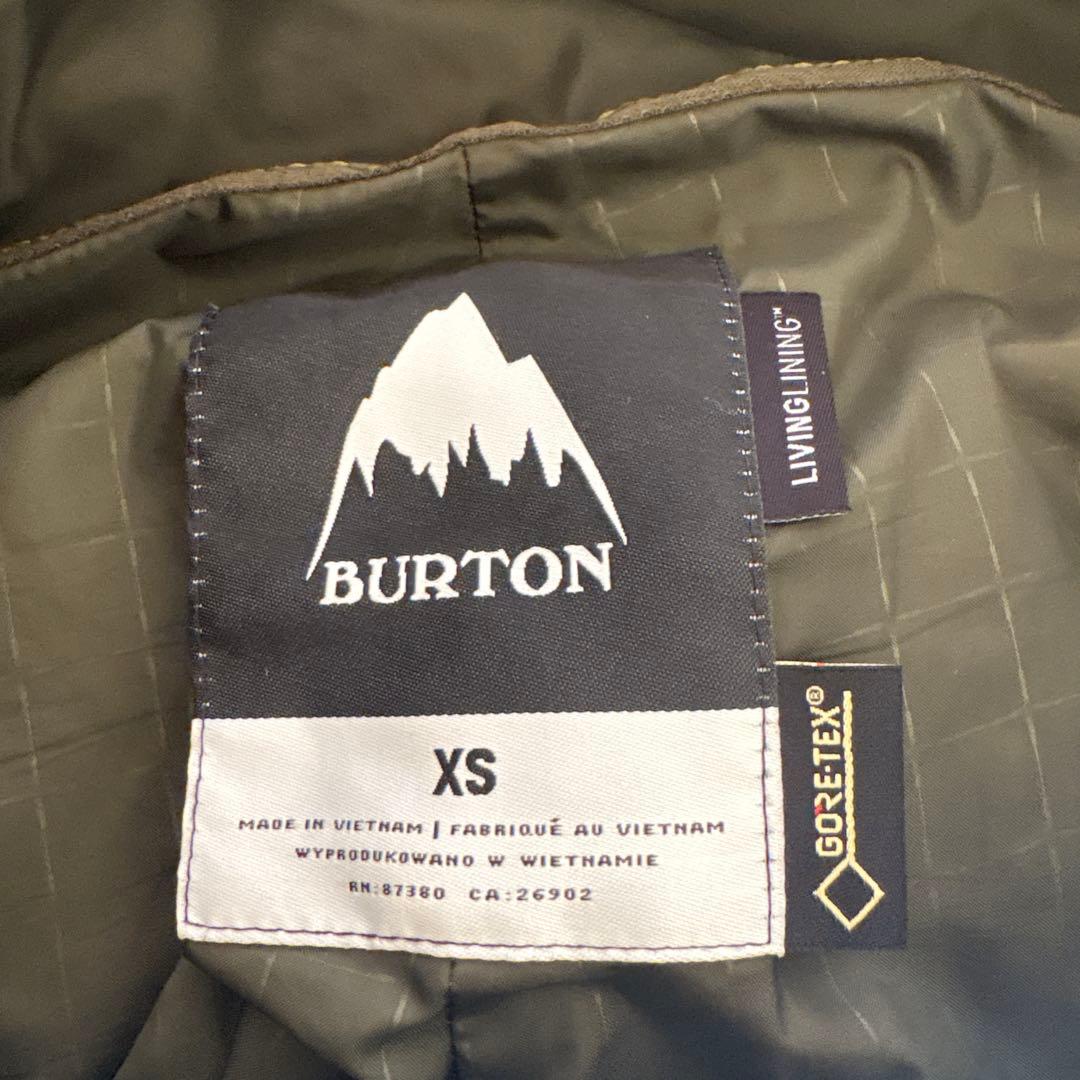 BURTON
LIVINGLINING™
XS
MADE IN VIETNAM | FABRIQUÉ AU VIETNAM
WYPRODUKOWANO W WIETNAMIE
RN:87380 CA:26902
GORE-TEX®